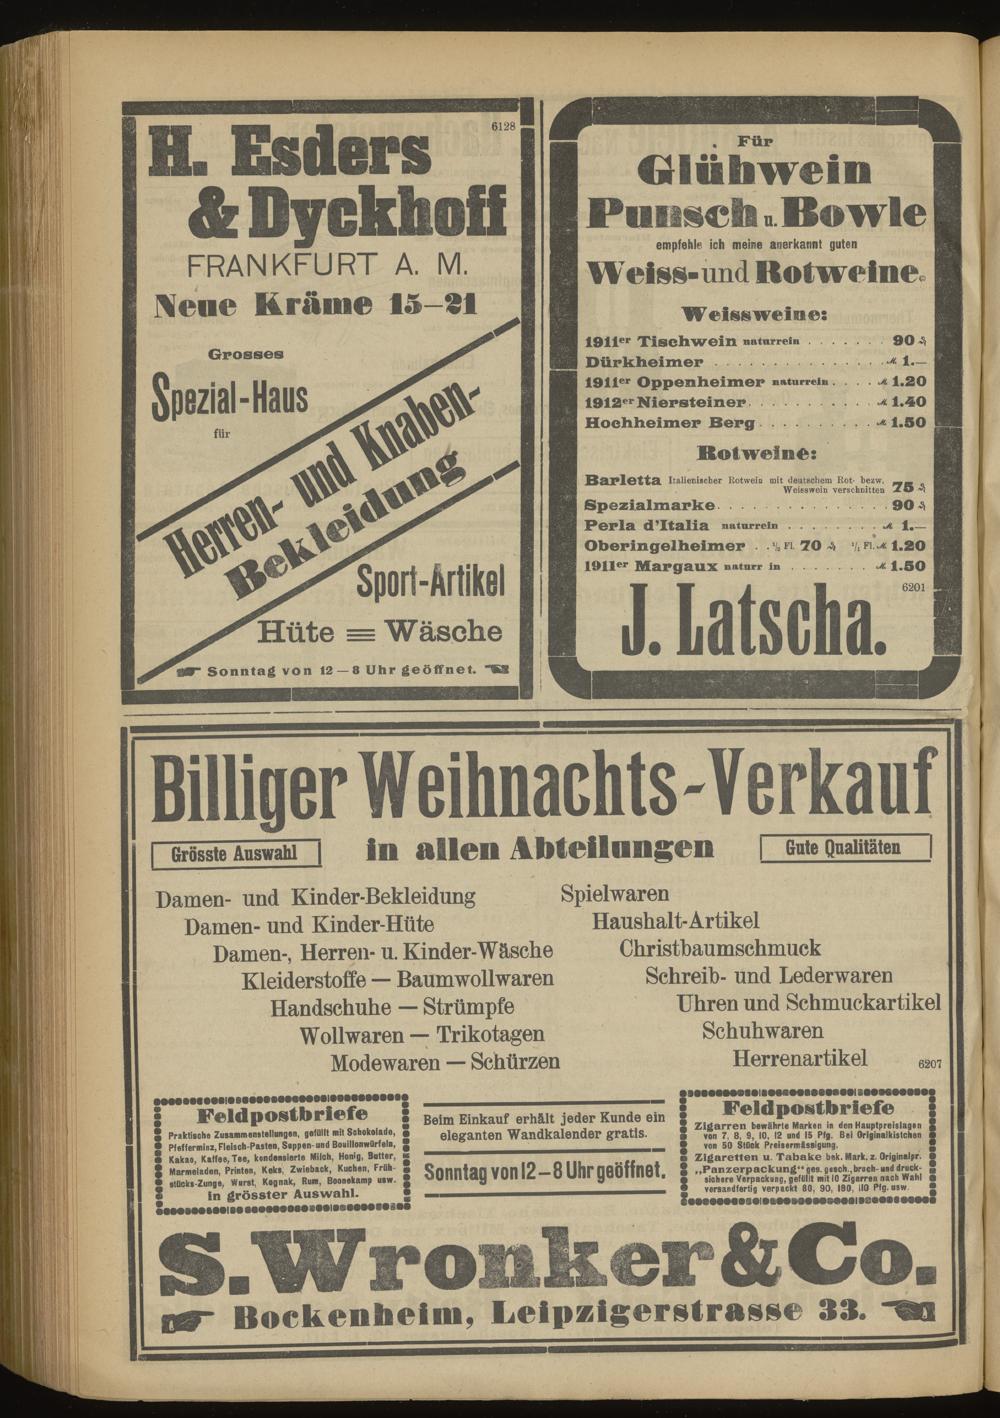 6128
H. Esders
& Dyckhoff
FRANKFURT A. M.
Neue Kräme 15—21
Grosses
Spezial-Haus
für
Herren- und Knaben-
Bekleidung
Sport-Artikel
Hüte Wäsche
Sonntag von 12—8 Uhr geöffnet.
Für
Glühwein
Punsch u. Bowle
empfehle ich meine anerkannt guten
Weiss- und Rotweine.
Weissweine:
1911er Tischwein naturrein . . . . . . . 90 ₰
Dürkheimer . . . . . . . . . . . . ℳ 1.—
1911er Oppenheimer naturrein . . . . ℳ 1.20
1912er Niersteiner . . . . . . . . . . ℳ 1.40
Hochheimer Berg . . . . . . . . . ℳ 1.50
Rotweine:
Barletta Italienischer Rotwein mit deutschem Rot- bezw.
Weisswein verschnitten 75 ₰
Spezialmarke . . . . . . . . . . . . . 90 ₰
Perla d'Italia naturrein . . . . . . . ℳ 1.—
Oberingelheimer . . ½ Fl. 70 ₰ 1/1 Fl. ℳ 1.20
1911er Margaux naturr in . . . . . . . ℳ 1.50
6201
J. Latscha.
Billiger Weihnachts-Verkauf
Grösste Auswahl
in allen Abteilungen
Gute Qualitäten
Damen- und Kinder-Bekleidung
Damen- und Kinder-Hüte
Damen-, Herren- u. Kinder-Wäsche
Kleiderstoffe — Baumwollwaren
Handschuhe — Strümpfe
Wollwaren — Trikotagen
Modewaren — Schürzen
Spielwaren
Haushalt-Artikel
Christbaumschmuck
Schreib- und Lederwaren
Uhren und Schmuckartikel
Schuhwaren
Herrenartikel
6207
Feldpostbriefe
Praktische Zusammenstellungen, gefüllt mit Schokolade,
Pfefferminz, Fleisch-Pasten, Suppen- und Bouillonwürfeln,
Kakao, Kaffee, Tee, kondensierte Milch, Honig, Butter,
Marmeladen, Printen, Keks, Zwieback, Kuchen, Früh-
stücks-Zunge, Wurst, Kognak, Rum, Boonekamp usw.
in grösster Auswahl.
Beim Einkauf erhält jeder Kunde ein
eleganten Wandkalender gratis.
Sonntag von 12—8 Uhr geöffnet.
Feldpostbriefe
Zigarren bewährte Marken in den Hauptpreislagen
von 7, 8, 9, 10, 12 und 15 Pfg. Bei Originalkistchen
von 50 Stück Preisermässigung.
Zigaretten u. Tabake bek. Mark. z. Originalpr.
„Panzerpackung“ ges. gesch., bruch- und druck-
sichere Verpackung, gefüllt mit 10 Zigarren nach Wahl
versandfertig verpackt 80, 90, 100, 110 Pfg. usw.
S. Wronker & Co.
Bockenheim, Leipzigerstrasse 33.